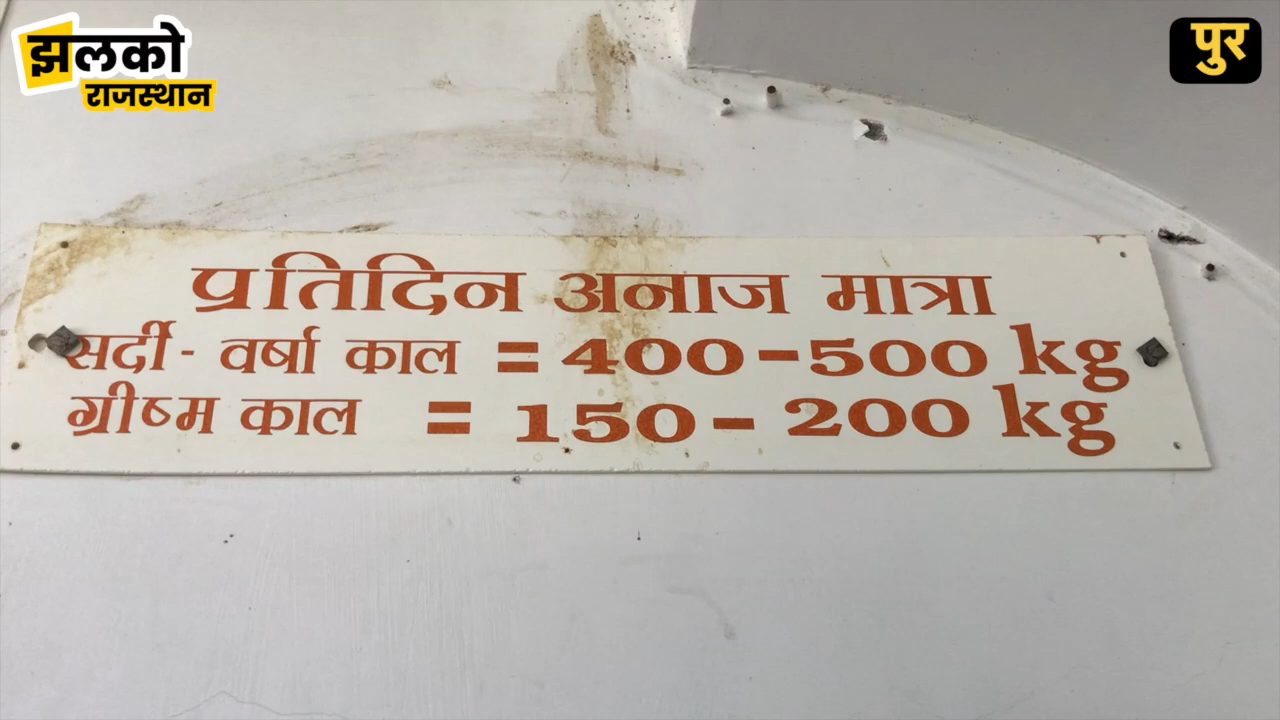 झलको
राजस्थान
पुर
प्रतिदिन अनाज मात्रा
सर्दी - वर्षा काल = 400-500 kg
ग्रीष्म काल = 150 - 200 kg